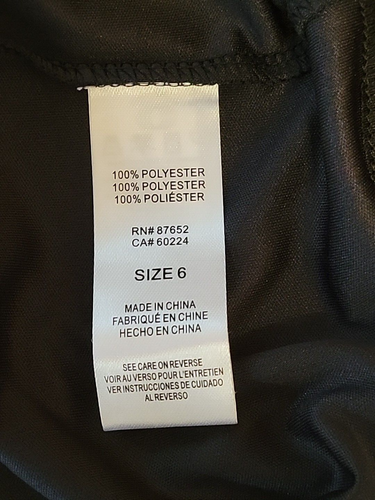 100% POLYESTER
100% POLYESTER
100% POLIÉSTER
RN# 87652
CA# 60224
SIZE 6
MADE IN CHINA
FABRIQUÉ EN CHINE
HECHO EN CHINA
SEE CARE ON REVERSE
VOIR AU VERSO POUR L'ENTRETIEN
VER INSTRUCCIONES DE CUIDADO
AL REVERSO